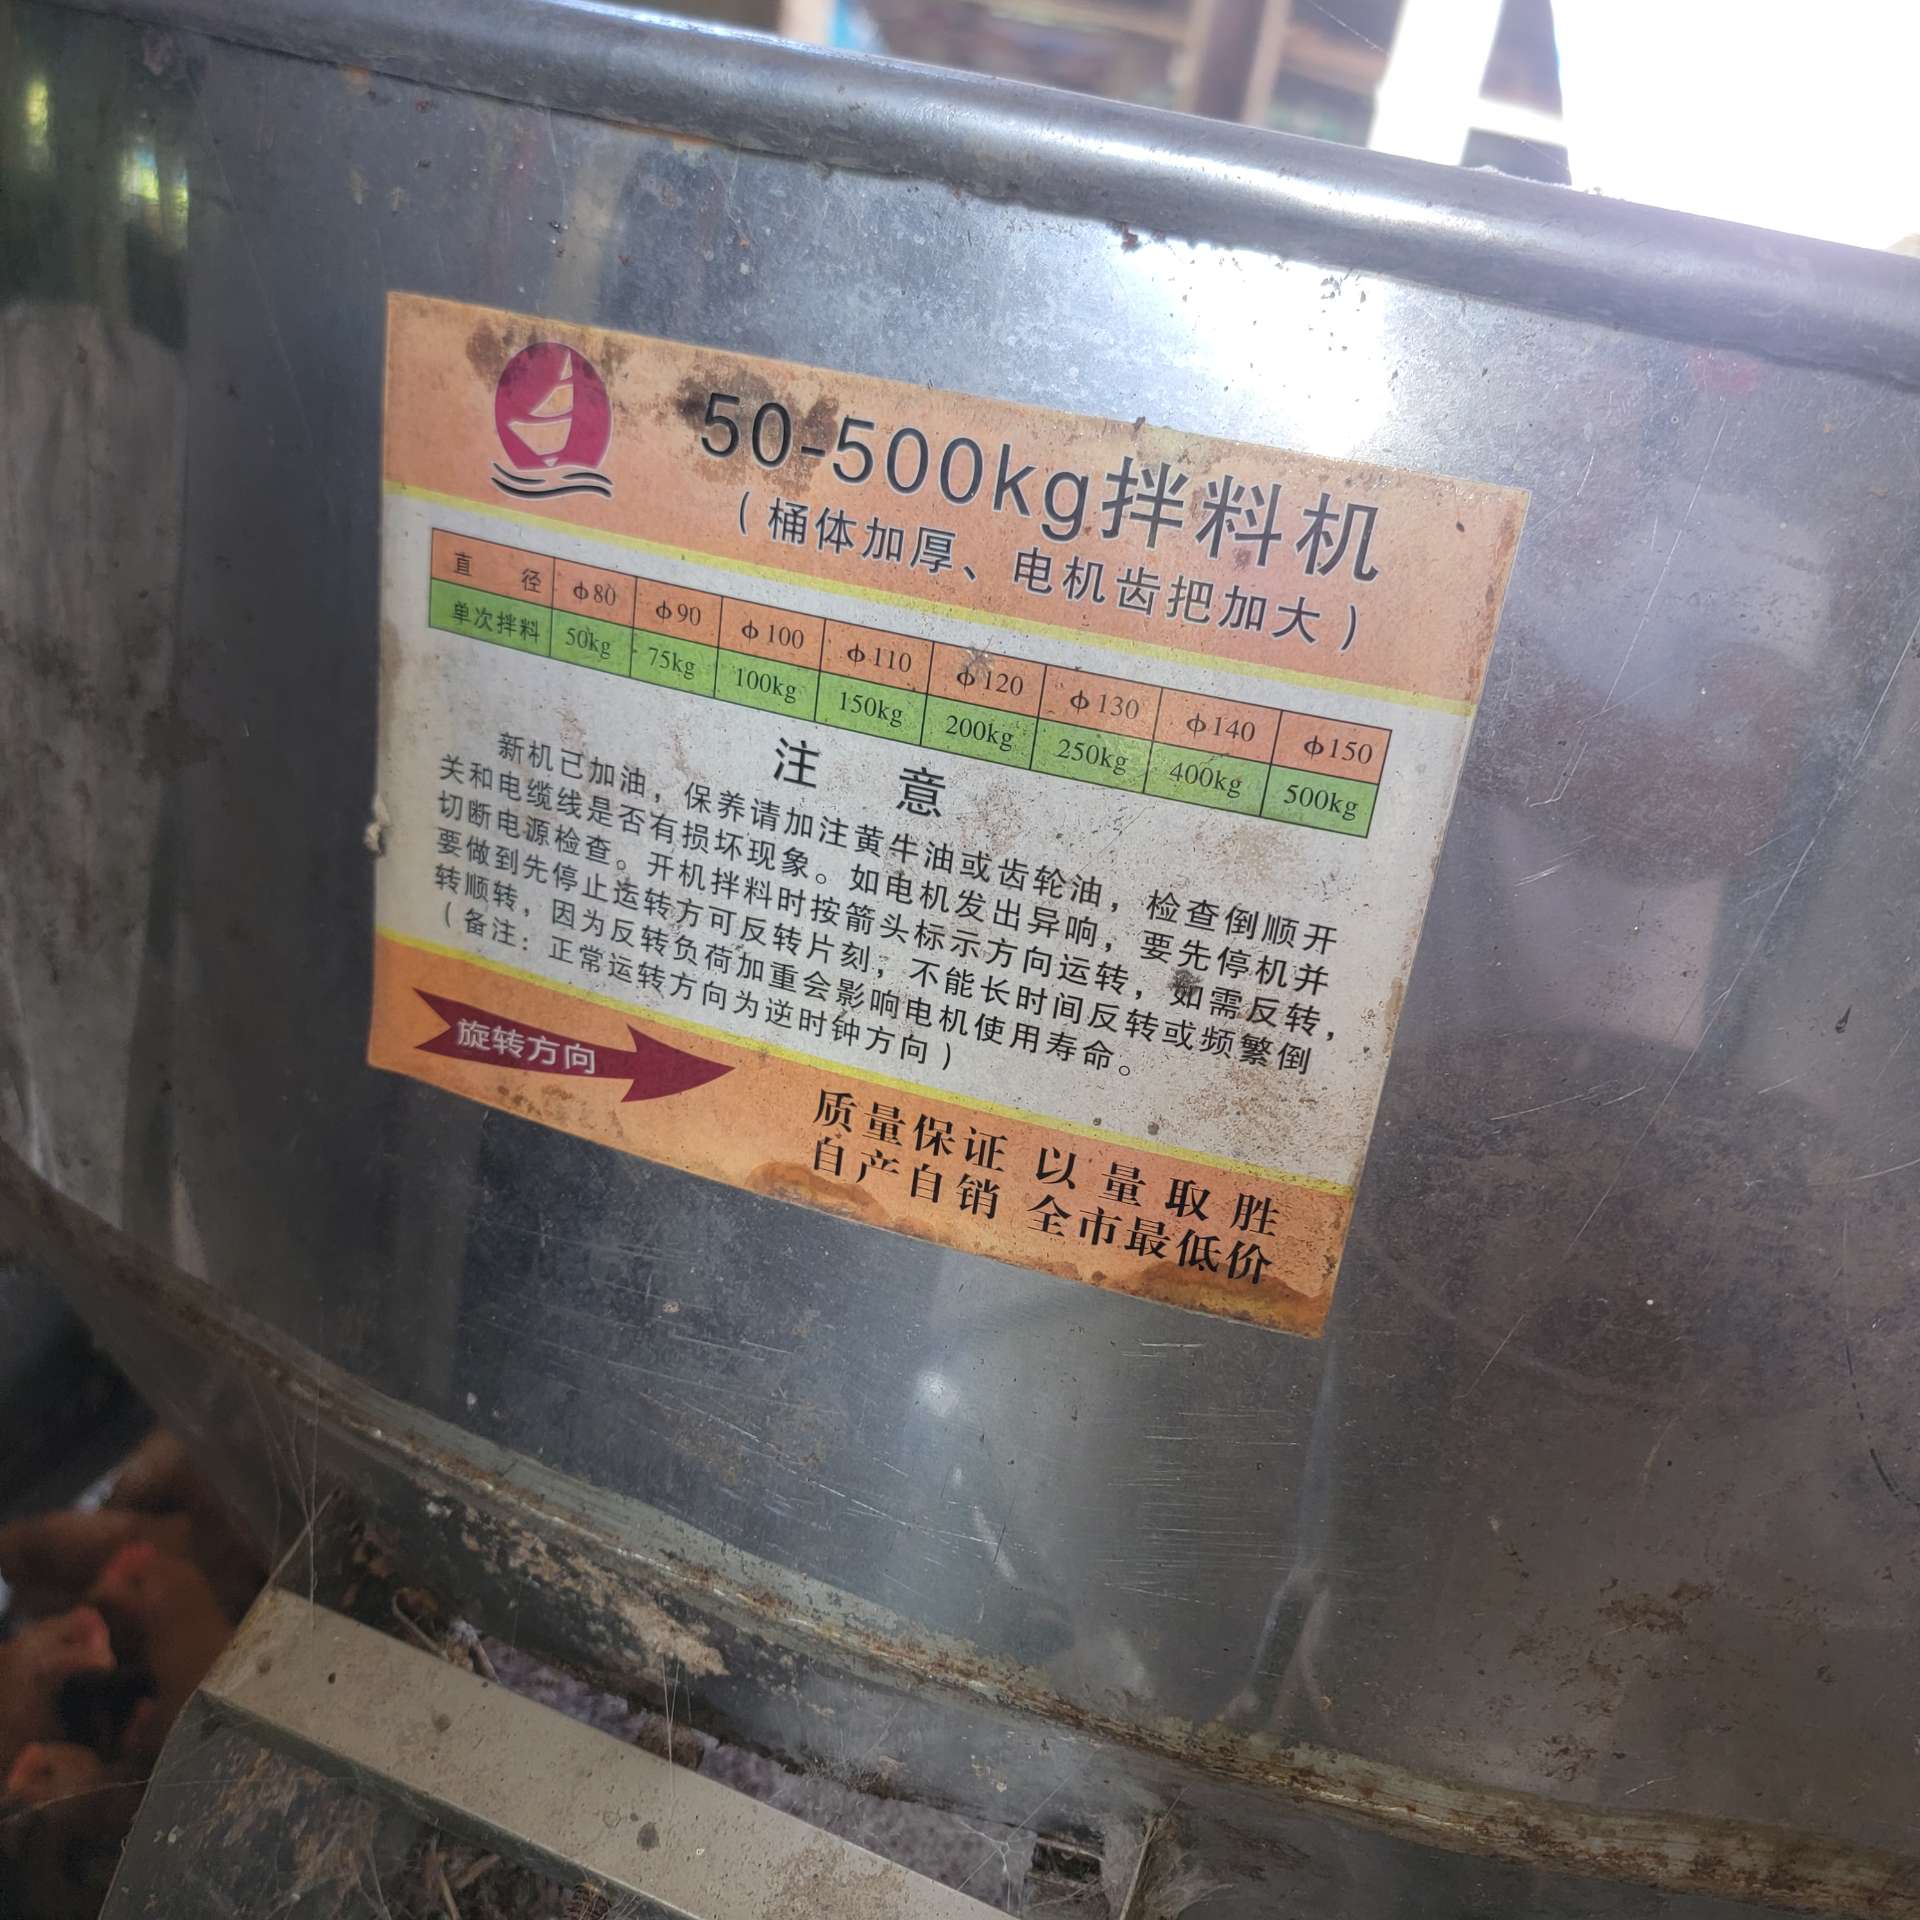 50-500kg拌料机
（桶体加厚、电机齿把加大）
直 径 ф80 ф90 ф100 ф110 ф120 ф130 ф140 ф150
单次拌料 50kg 75kg 100kg 150kg 200kg 250kg 400kg 500kg
注 意
新机已加油，保养请加注黄牛油或齿轮油，检查倒顺开
关和电缆线是否有损坏现象。如电机发出异响，要先停机并
切断电源检查。开机拌料时按箭头标示方向运转，如需反转，
要做到先停止运转方可反转片刻，不能长时间反转或频繁倒
转顺转，因为反转负荷加重会影响电机使用寿命。
（备注：正常运转方向为逆时钟方向）
旋转方向
质量保证 以量取胜
自产自销 全市最低价